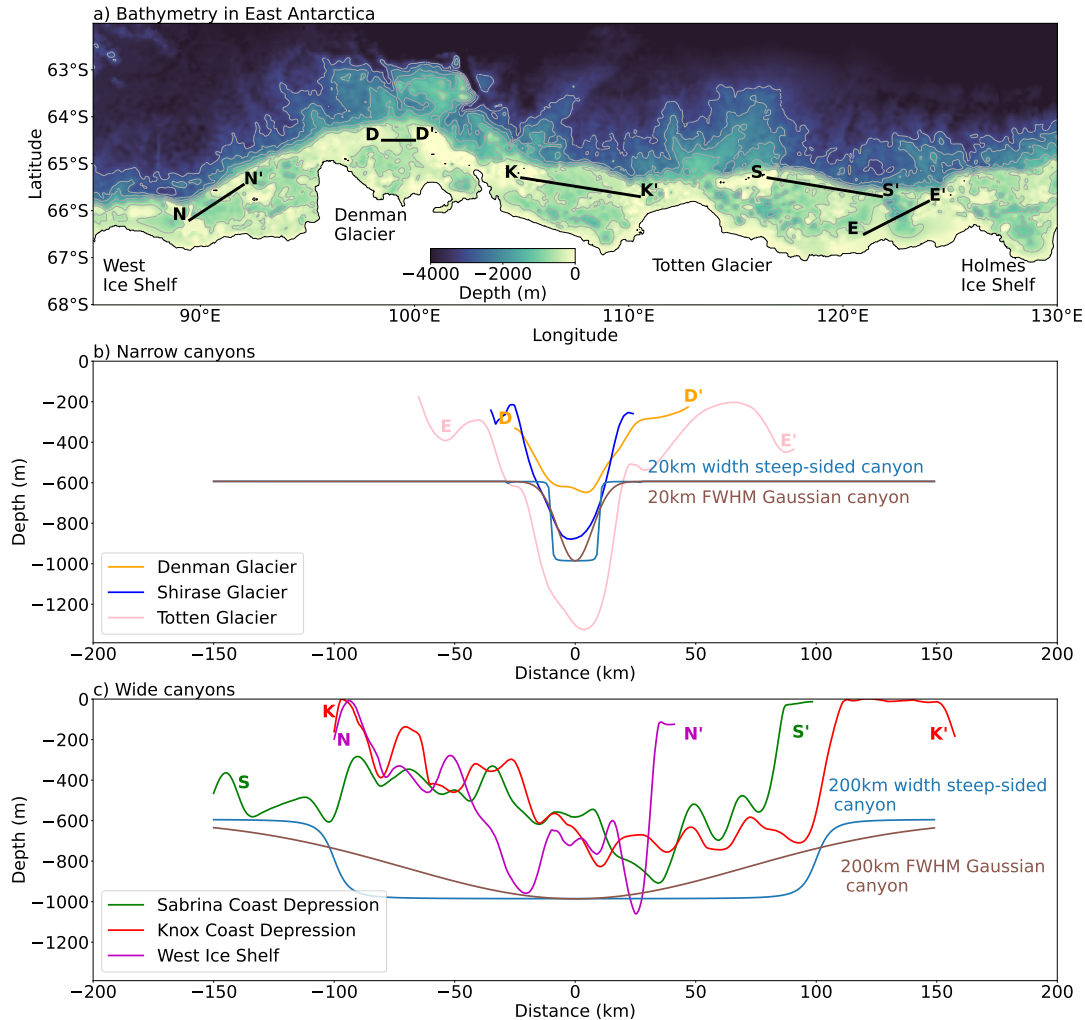 a) Bathymetry in East Antarctica
63°S
64°S
65°S
66°S
67°S
68°S
Latitude
D D'
K K'
S S'
N N'
E E'
Denman
Glacier
West
Ice Shelf
Totten Glacier
Holmes
Ice Shelf
−4000 −2000 0
Depth (m)
90°E 100°E 110°E 120°E 130°E
Longitude
b) Narrow canyons
0
−200
−400
−600
−800
−1000
−1200
Depth (m)
D D'
E E'
20km width steep-sided canyon
20km FWHM Gaussian canyon
Denman Glacier
Shirase Glacier
Totten Glacier
−200 −150 −100 −50 0 50 100 150 200
Distance (km)
c) Wide canyons
0
−200
−400
−600
−800
−1000
−1200
Depth (m)
K K'
N N'
S S'
200km width steep-sided
canyon
200km FWHM Gaussian
canyon
Sabrina Coast Depression
Knox Coast Depression
West Ice Shelf
−200 −150 −100 −50 0 50 100 150 200
Distance (km)